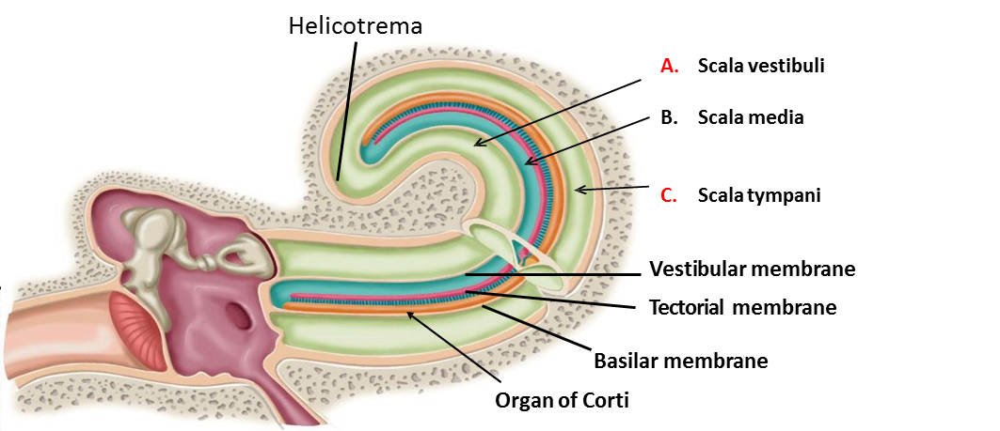 Helicotrema
A. Scala vestibuli
B. Scala media
C. Scala tympani
Vestibular membrane
Tectorial membrane
Basilar membrane
Organ of Corti